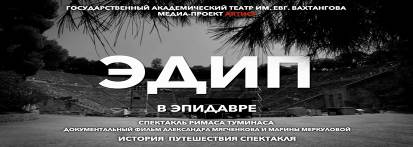 ГОСУДАРСТВЕННЫЙ АКАДЕМИЧЕСКИЙ ТЕАТР ИМ. ЕВГ. ВАХТАНГОВА
МЕДИА-ПРОЕКТ ARTИСТ
ЭДИП
В ЭПИДАВРЕ
СПЕКТАКЛЬ РИМАСА ТУМИНАСА
ДОКУМЕНТАЛЬНЫЙ ФИЛЬМ АЛЕКСАНДРА МЯГЧЕНКОВА И МАРИНЫ МЕРКУЛОВОЙ
ИСТОРИЯ ПУТЕШЕСТВИЯ СПЕКТАКЛЯ